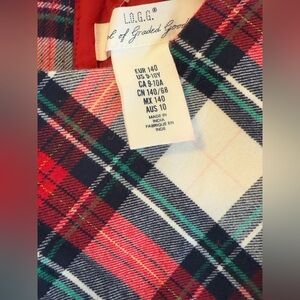 L.O.G.G.®
of Graded Goods
EUR 140
US 9-10Y
CA 9-10A
CN 140/68
MX 140
AUS 10
MADE IN
INDIA
FABRIQUE EN
INDE